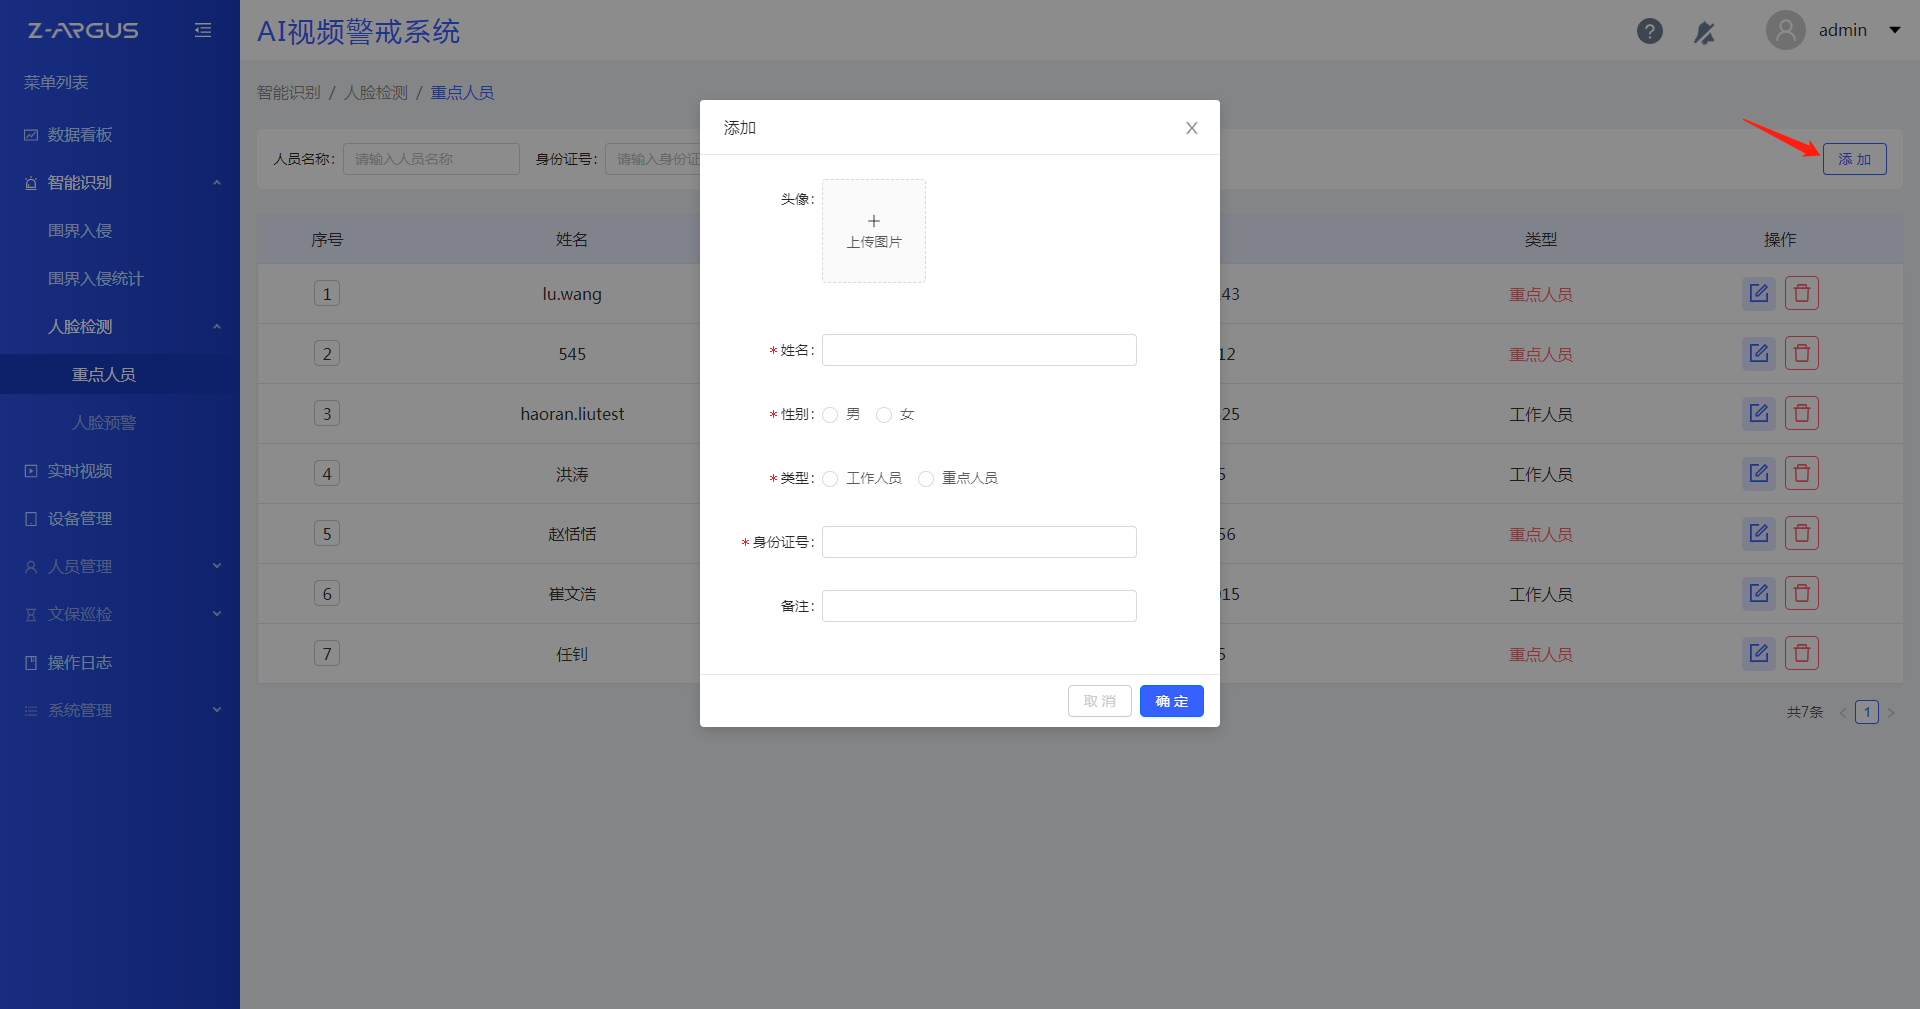 Z-ARGUS
AI视频警戒系统
admin
菜单列表
数据看板
智能识别
围界入侵
围界入侵统计
人脸检测
重点人员
人脸预警
实时视频
设备管理
人员管理
文保巡检
操作日志
系统管理
智能识别 / 人脸检测 / 重点人员
人员名称: 请输入人员名称 身份证号: 请输入身份证
添加
序号 姓名 类型 操作
1 lu.wang 43 重点人员
2 545 12 重点人员
3 haoran.liutest 25 工作人员
4 洪涛 5 工作人员
5 赵恬恬 56 重点人员
6 崔文浩 15 工作人员
7 任钊 5 重点人员
共7条 < 1 >
添加 X
头像:
+
上传图片
*姓名:
*性别: 男 女
*类型: 工作人员 重点人员
*身份证号:
备注:
取消 确定